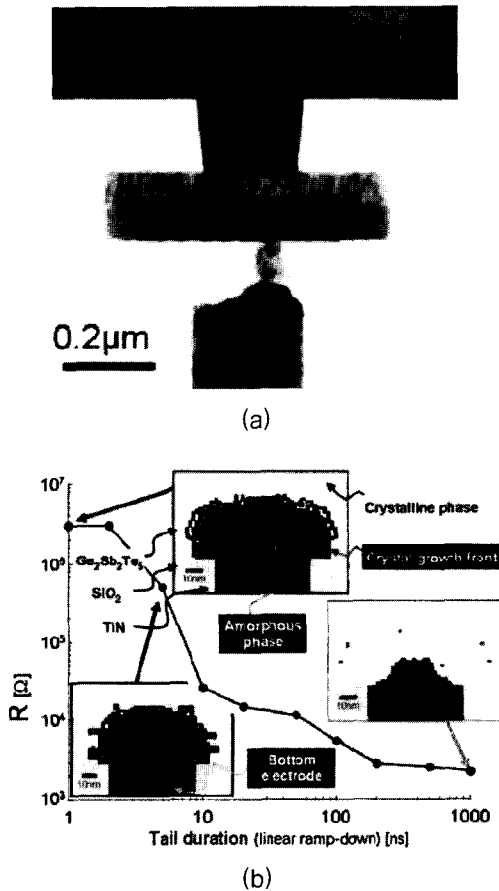 0.2μm
(a)
10⁷
10⁶
10⁵
10⁴
10³
R [Ω]
Ge₂Sb₂Te₅
SiO₂
TiN
Crystalline phase
Crystal growth front
Amorphous
phase
Bottom
electrode
10nm
10nm
10nm
1
10
100
1000
Tail duration (linear ramp-down) [ns]
(b)